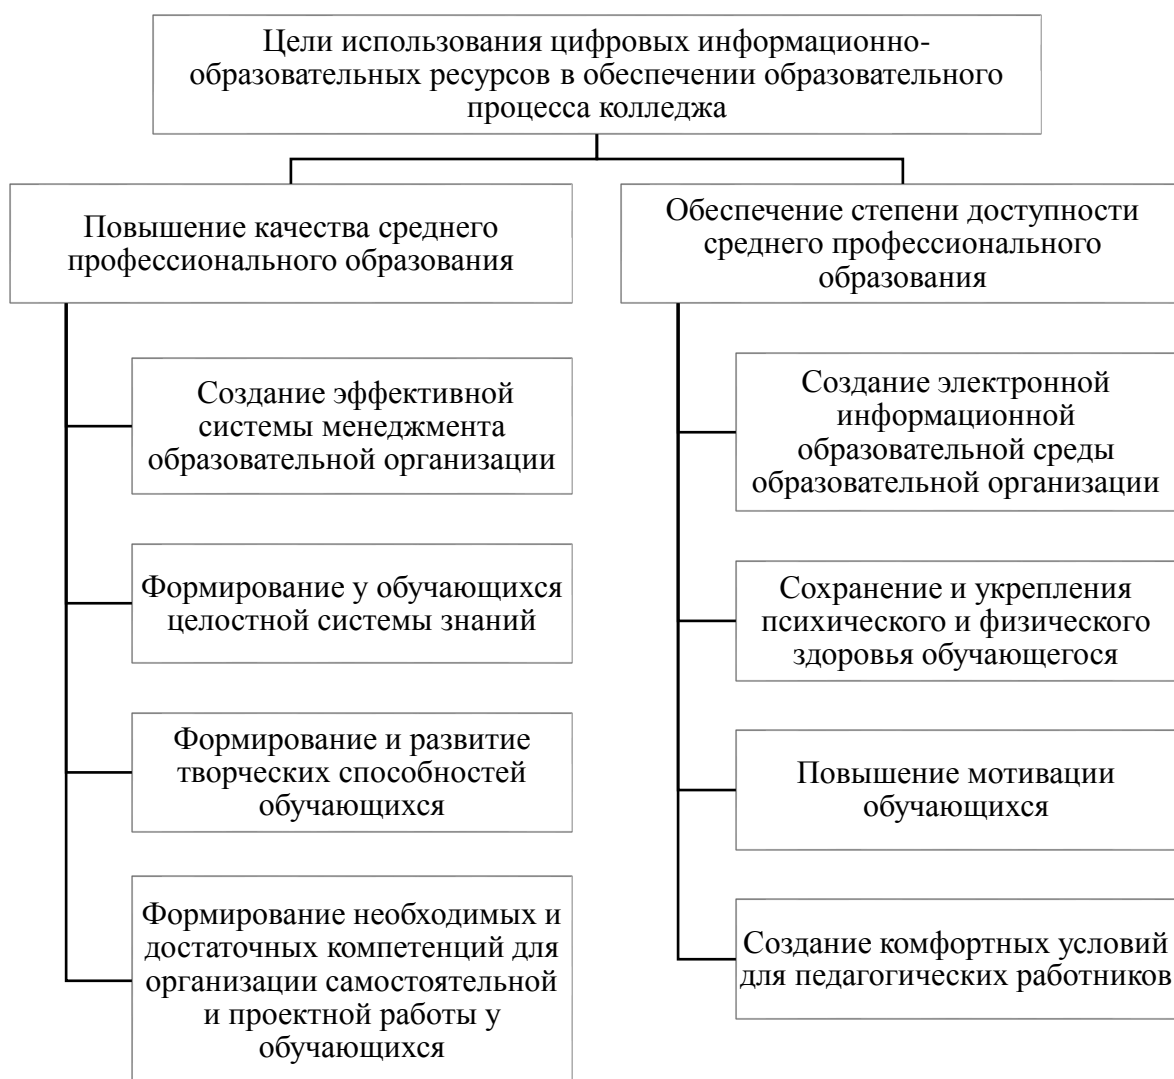 Цели использования цифровых информационно-
образовательных ресурсов в обеспечении образовательного
процесса колледжа
Повышение качества среднего
профессионального образования
Создание эффективной
системы менеджмента
образовательной организации
Формирование у обучающихся
целостной системы знаний
Формирование и развитие
творческих способностей
обучающихся
Формирование необходимых и
достаточных компетенций для
организации самостоятельной
и проектной работы у
обучающихся
Обеспечение степени доступности
среднего профессионального
образования
Создание электронной
информационной
образовательной среды
образовательной организации
Сохранение и укрепления
психического и физического
здоровья обучающегося
Повышение мотивации
обучающихся
Создание комфортных условий
для педагогических работников